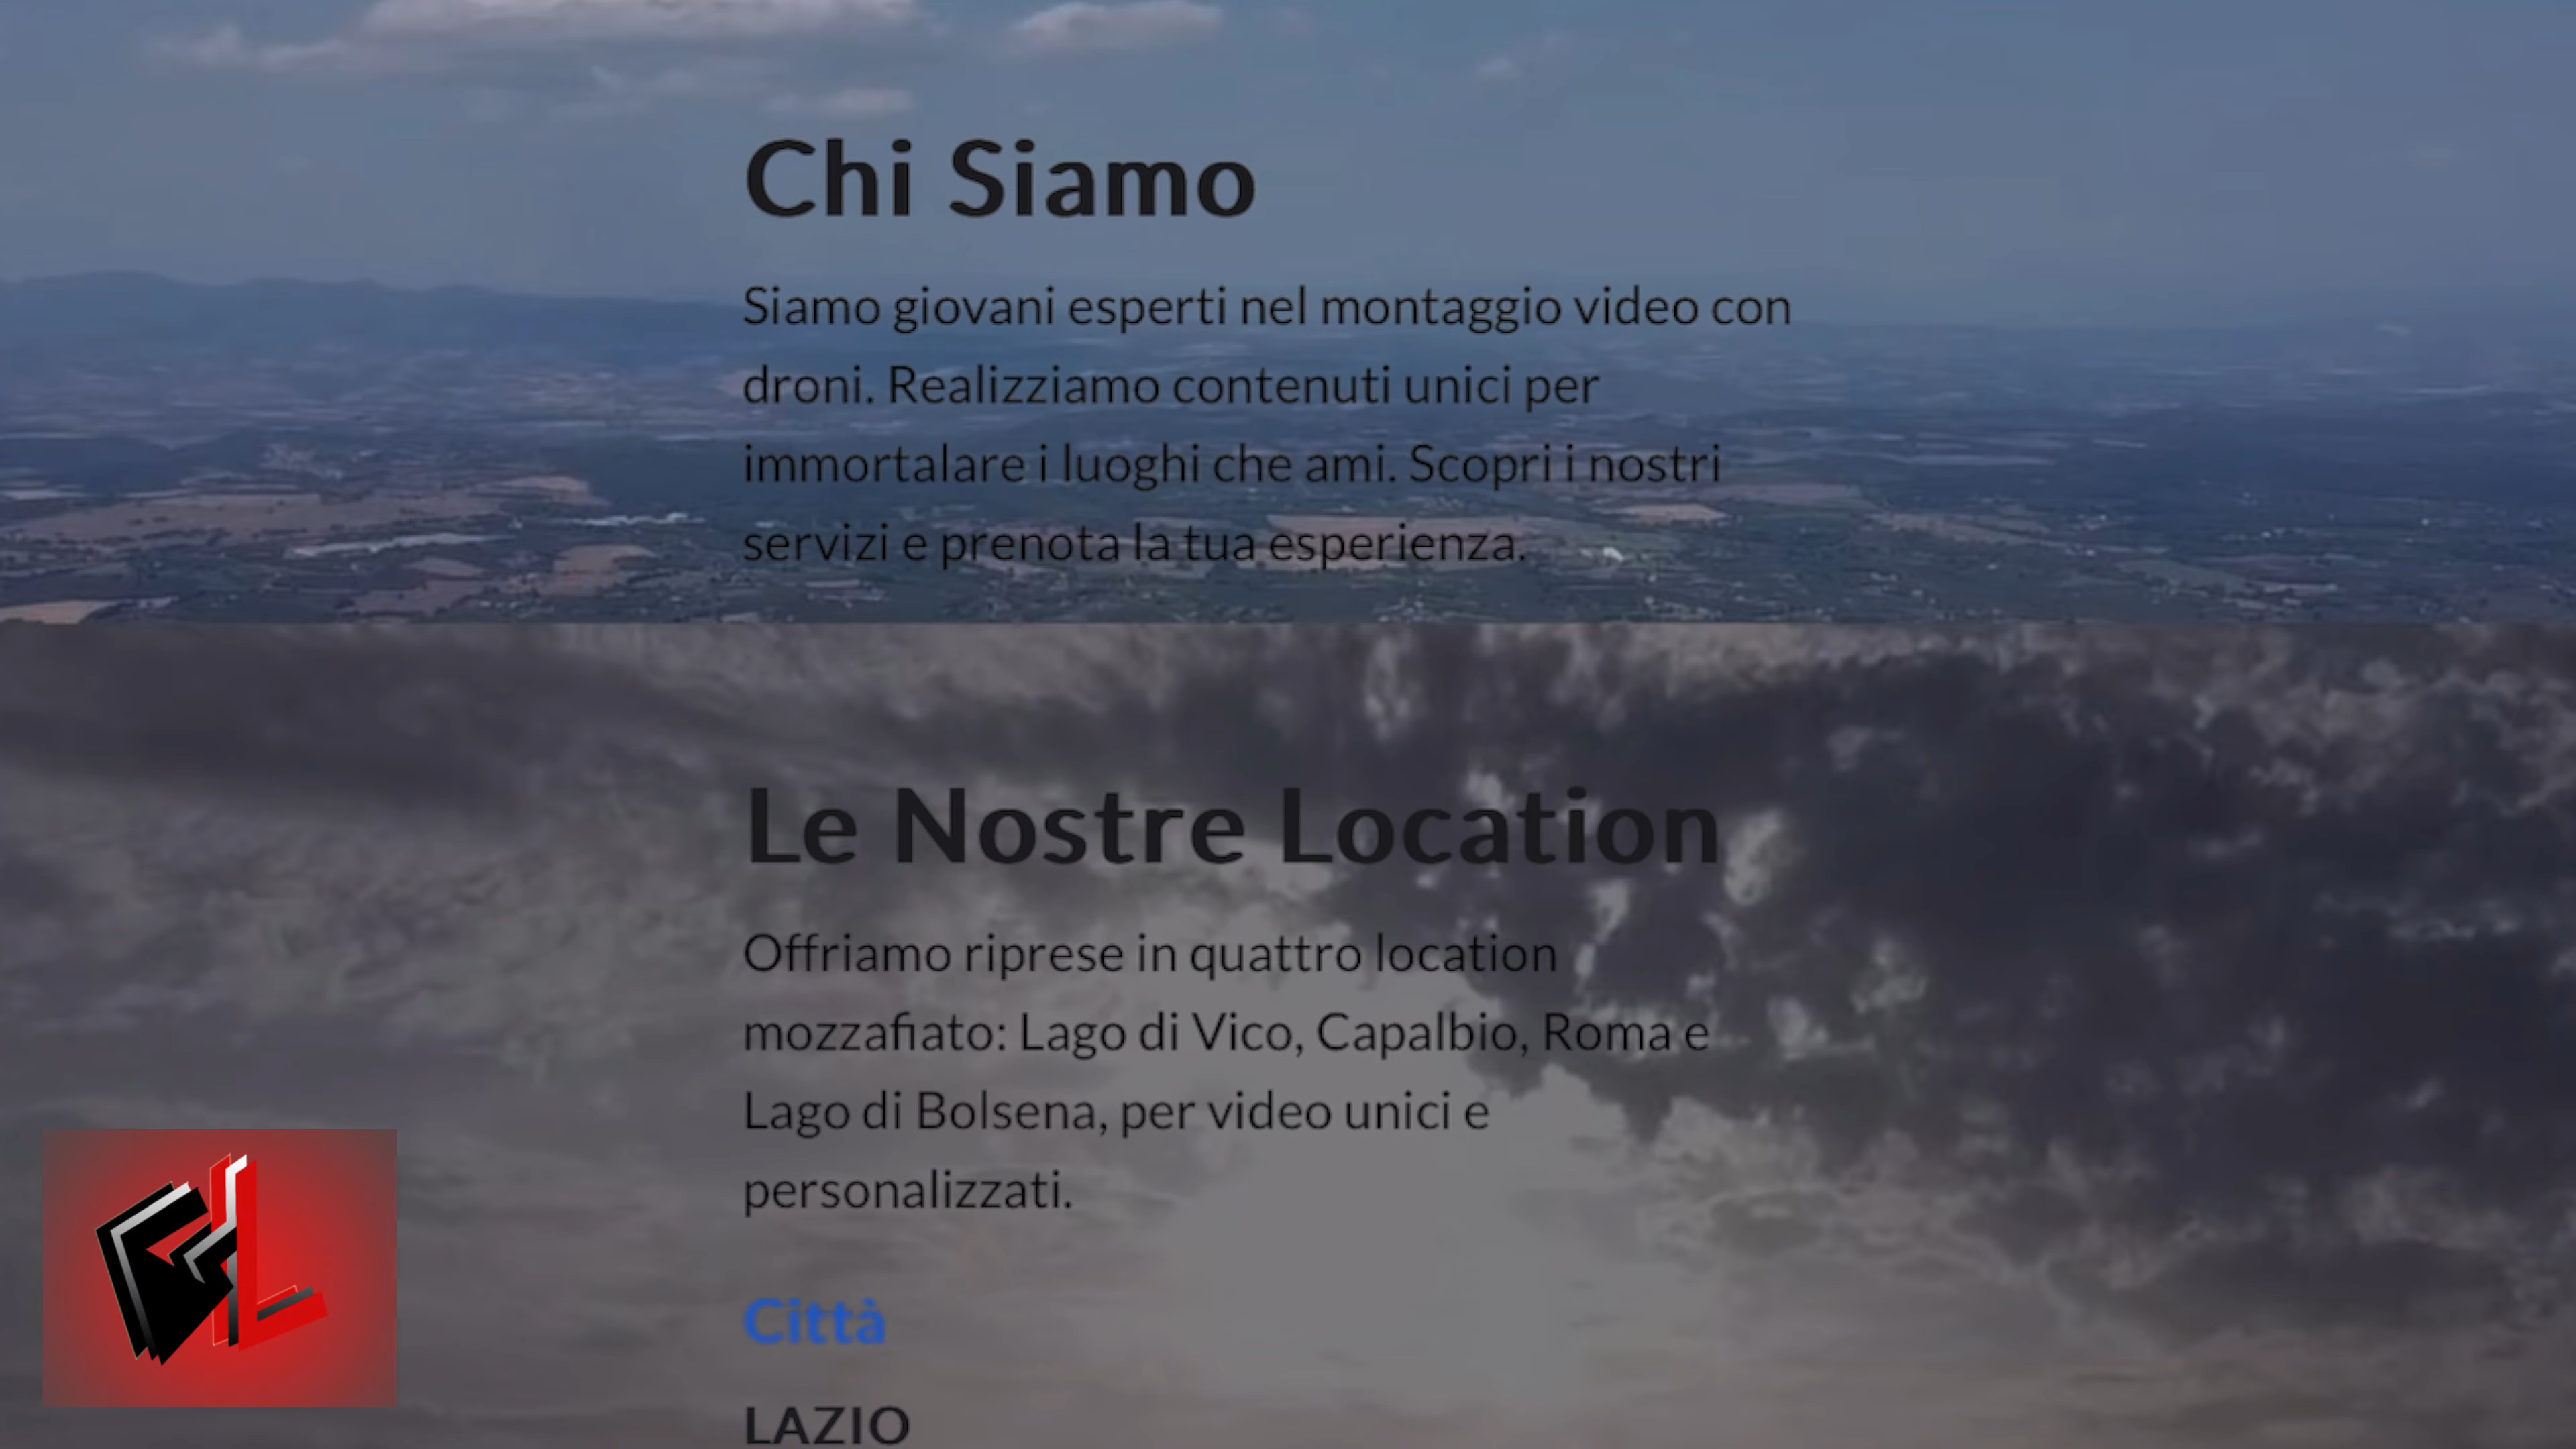 Chi Siamo
Siamo giovani esperti nel montaggio video con
droni. Realizziamo contenuti unici per
immortalare i luoghi che ami. Scopri i nostri
servizi e prenota la tua esperienza.
Le Nostre Location
Offriamo riprese in quattro location
mozzafiato: Lago di Vico, Capalbio, Roma e
Lago di Bolsena, per video unici e
personalizzati.
Città
LAZIO